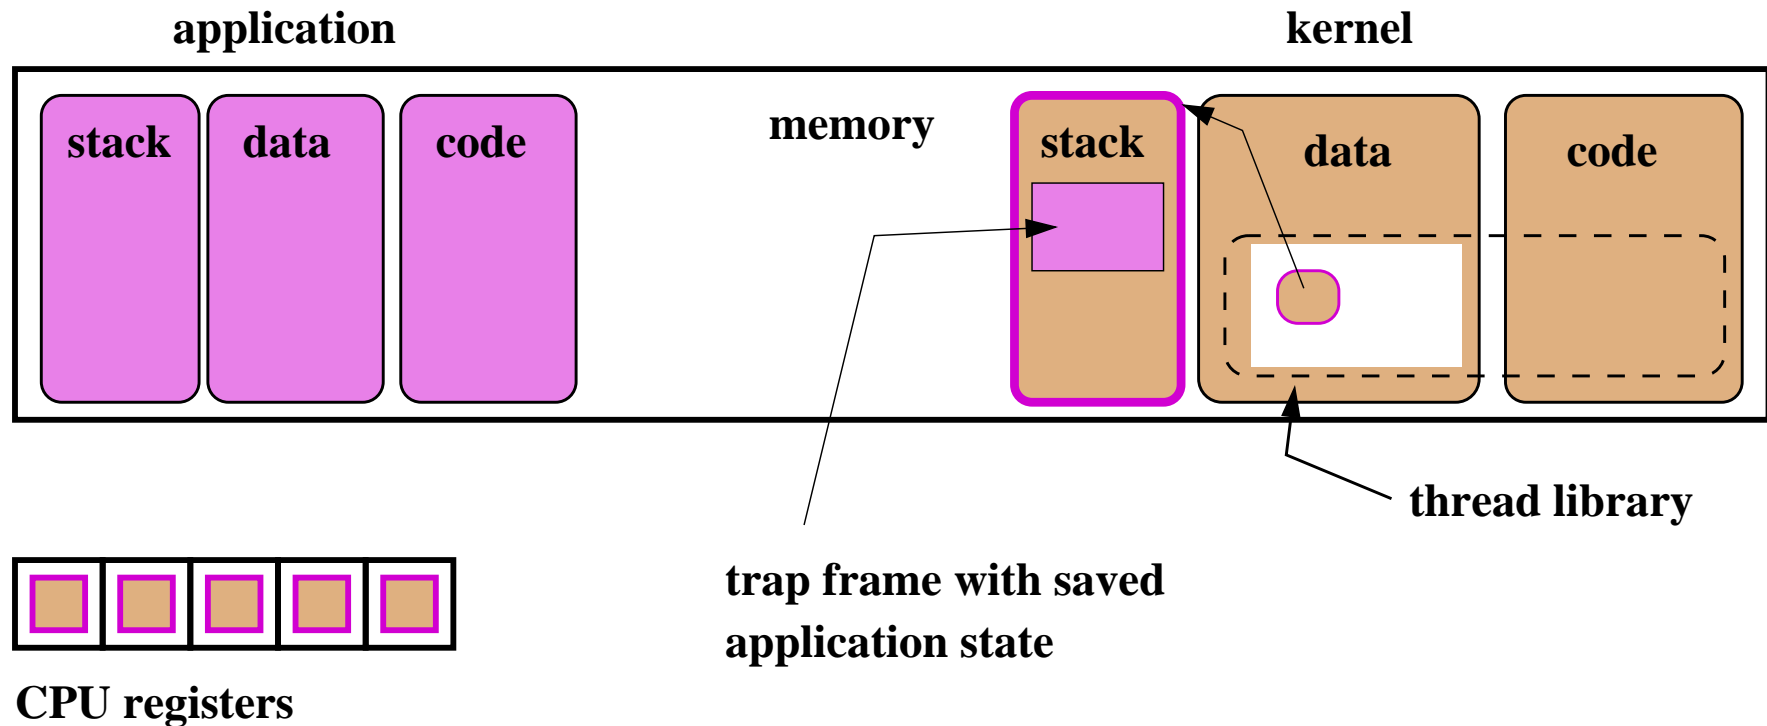 application
kernel
stack
data
code
memory
stack
data
code
thread library
trap frame with saved
application state
CPU registers